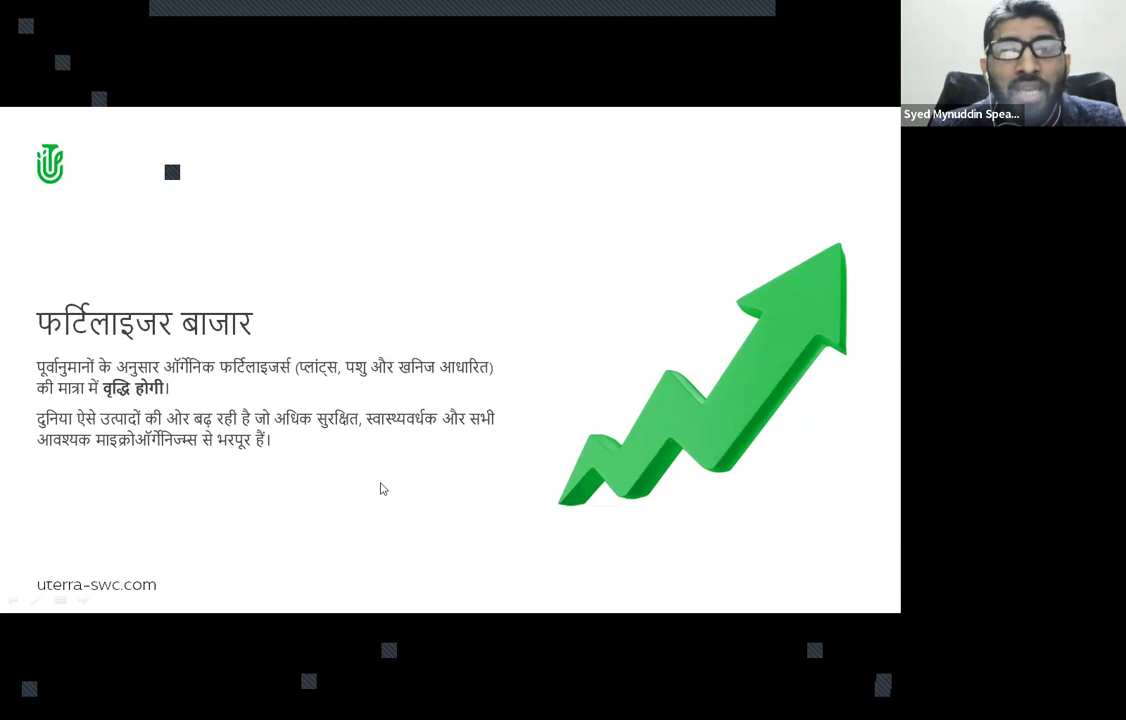 Syed Mynuddin Spea...
फर्टिलाइजर बाजार
पूर्वानुमानों के अनुसार ऑर्गेनिक फर्टिलाइजर्स (प्लांट्स, पशु और खनिज आधारित)
की मात्रा में वृद्धि होगी।
दुनिया ऐसे उत्पादों की ओर बढ़ रही है जो अधिक सुरक्षित, स्वास्थ्यवर्धक और सभी
आवश्यक माइक्रोऑर्गेनिज्म्स से भरपूर हैं।
uterra-swc.com